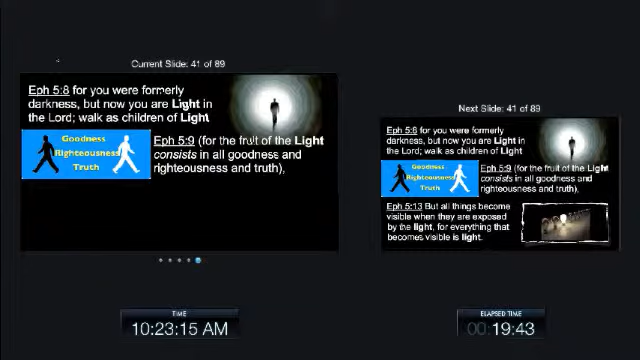 Current Slide: 41 of 89
Eph 5:8 for you were formerly
darkness, but now you are Light in
the Lord; walk as children of Light
Goodness
Righteousness
Truth
Eph 5:9 (for the fruit of the Light
consists in all goodness and
righteousness and truth),
Next Slide: 41 of 89
Eph 5:8 for you were formerly
darkness, but now you are Light in
the Lord; walk as children of Light
Goodness
Righteousness
Truth
Eph 5:9 (for the fruit of the Light
consists in all goodness and
righteousness and truth),
Eph 5:13 But all things become
visible when they are exposed
by the light, for everything that
becomes visible is light.
TIME
10:23:15 AM
ELAPSED TIME
00:19:43